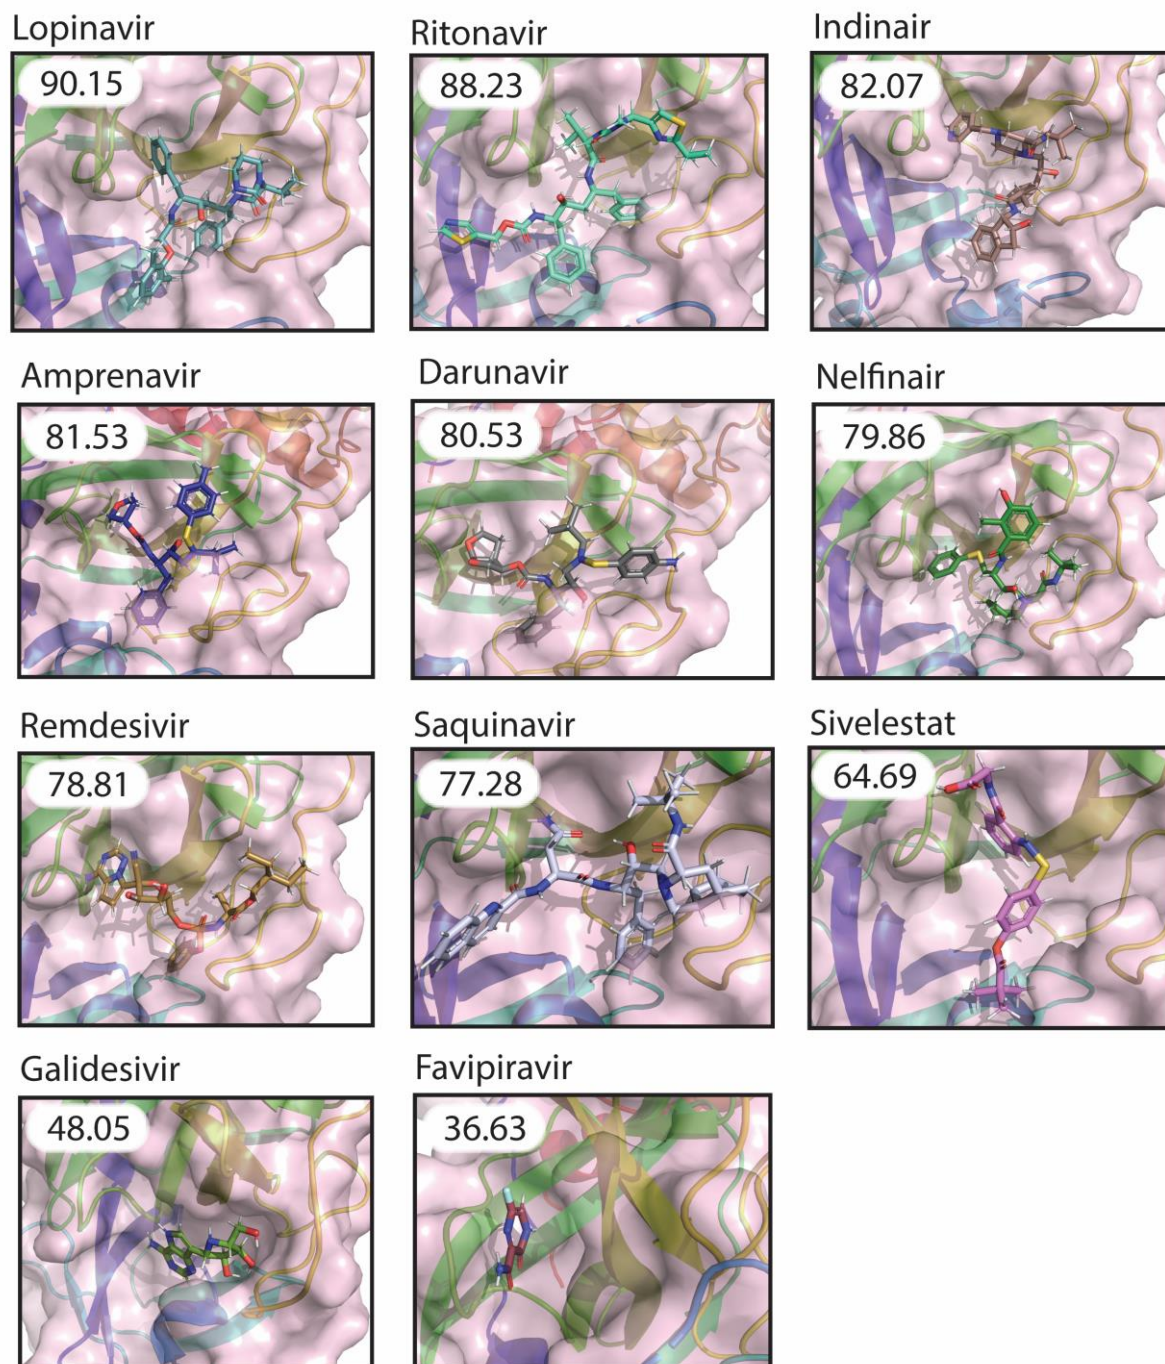 Lopinavir
90.15
Ritonavir
88.23
Indinair
82.07
Amprenavir
81.53
Darunavir
80.53
Nelfinair
79.86
Remdesivir
78.81
Saquinavir
77.28
Sivelestat
64.69
Galidesivir
48.05
Favipiravir
36.63